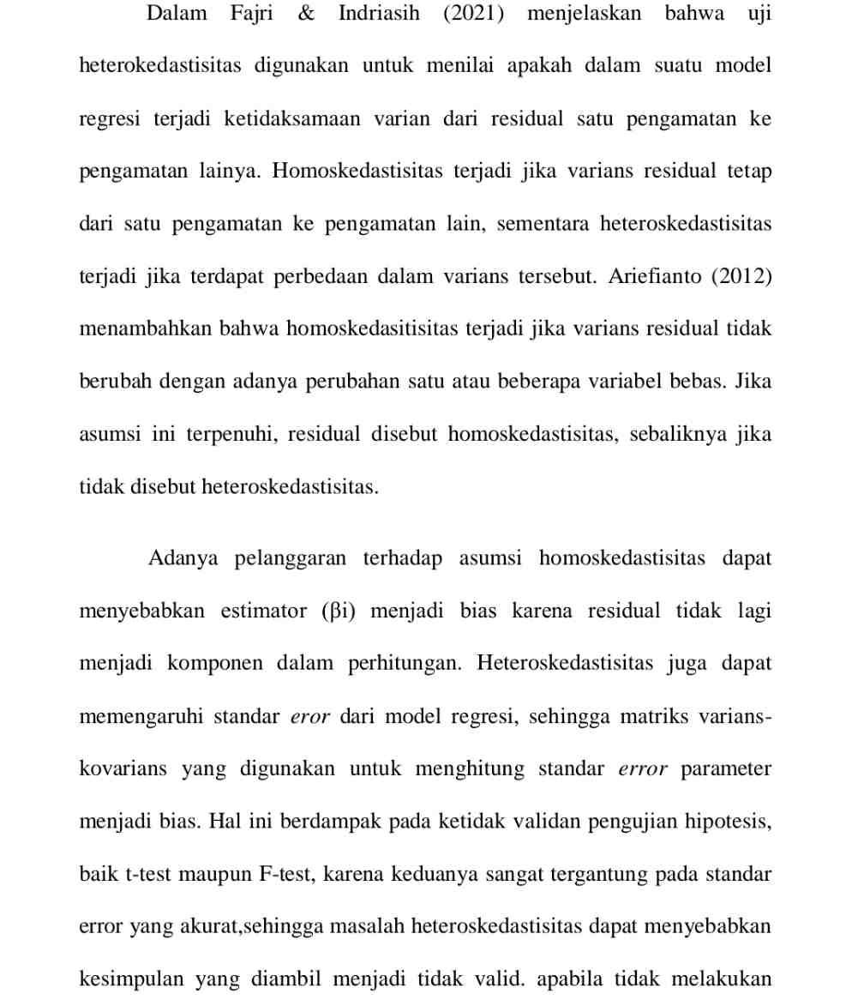 Dalam Fajri & Indriasih (2021) menjelaskan bahwa uji
heterokedastisitas digunakan untuk menilai apakah dalam suatu model
regresi terjadi ketidaksamaan varian dari residual satu pengamatan ke
pengamatan lainya. Homoskedastisitas terjadi jika varians residual tetap
dari satu pengamatan ke pengamatan lain, sementara heteroskedastisitas
terjadi jika terdapat perbedaan dalam varians tersebut. Ariefianto (2012)
menambahkan bahwa homoskedasitisitas terjadi jika varians residual tidak
berubah dengan adanya perubahan satu atau beberapa variabel bebas. Jika
asumsi ini terpenuhi, residual disebut homoskedastisitas, sebaliknya jika
tidak disebut heteroskedastisitas.
Adanya pelanggaran terhadap asumsi homoskedastisitas dapat
menyebabkan estimator (βi) menjadi bias karena residual tidak lagi
menjadi komponen dalam perhitungan. Heteroskedastisitas juga dapat
memengaruhi standar eror dari model regresi, sehingga matriks varians-
kovarians yang digunakan untuk menghitung standar error parameter
menjadi bias. Hal ini berdampak pada ketidak validan pengujian hipotesis,
baik t-test maupun F-test, karena keduanya sangat tergantung pada standar
error yang akurat,sehingga masalah heteroskedastisitas dapat menyebabkan
kesimpulan yang diambil menjadi tidak valid. apabila tidak melakukan